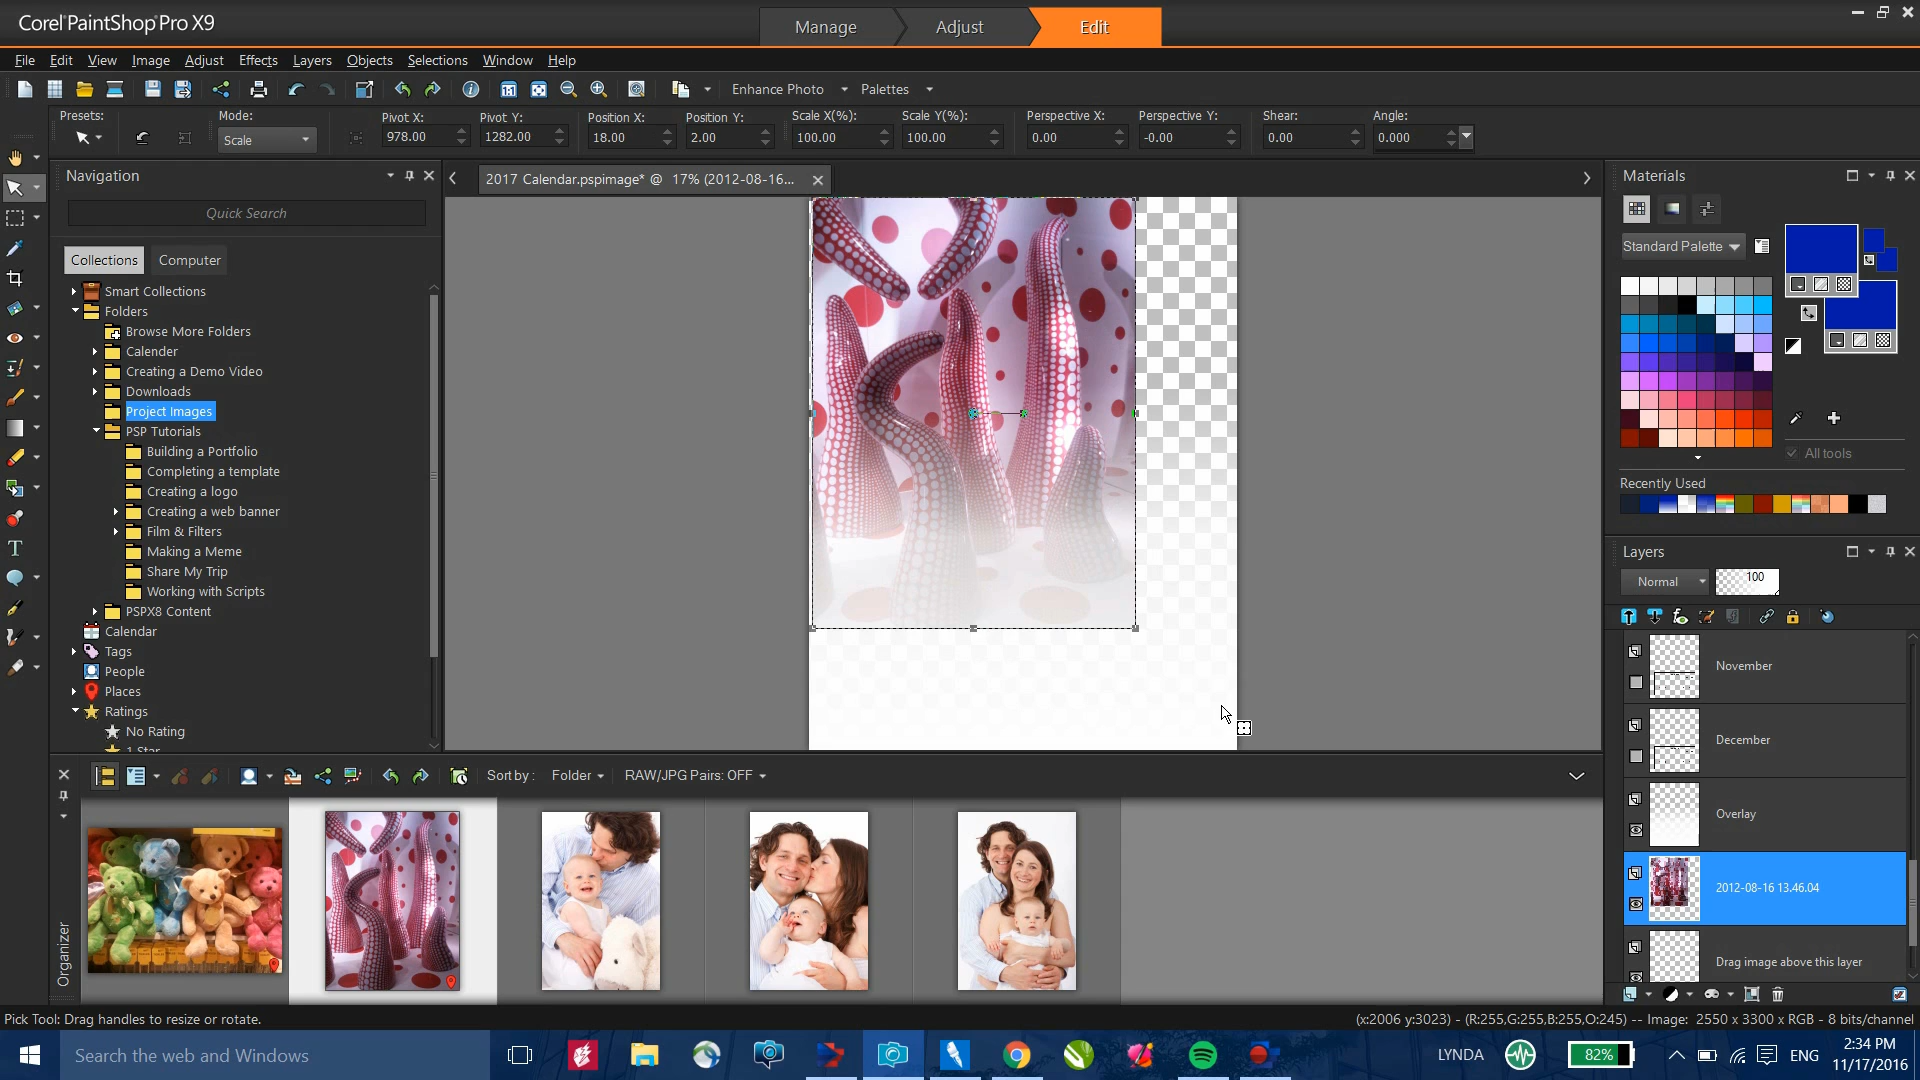 Corel PaintShop Pro X9
Manage
Adjust
Edit
File Edit View Image Adjust Effects Layers Objects Selections Window Help
Enhance Photo
Palettes
Presets:
Mode:
Scale
Pivot X:
978.00
Pivot Y:
1282.00
Position X:
18.00
Position Y:
2.00
Scale X(%):
100.00
Scale Y(%):
100.00
Perspective X:
0.00
Perspective Y:
-0.00
Shear:
0.00
Angle:
0.000
Navigation
Quick Search
Collections
Computer
Smart Collections
Folders
Browse More Folders
Calender
Creating a Demo Video
Downloads
Project Images
PSP Tutorials
Building a Portfolio
Completing a template
Creating a logo
Creating a web banner
Film & Filters
Making a Meme
Share My Trip
Working with Scripts
PSPX8 Content
Calendar
Tags
People
Places
Ratings
No Rating
1 Star
2017 Calendar.pspimage* @ 17% (2012-08-16...
Materials
Standard Palette
All tools
Recently Used
Layers
Normal
100
November
December
Overlay
2012-08-16 13.46.04
Drag image above this layer
Organizer
Sort by :
Folder
RAW/JPG Pairs: OFF
Pick Tool: Drag handles to resize or rotate.
(x:2006 y:3023) - (R:255,G:255,B:255,O:245) -- Image: 2550 x 3300 x RGB - 8 bits/channel
Search the web and Windows
LYNDA
82%
ENG
2:34 PM
11/17/2016